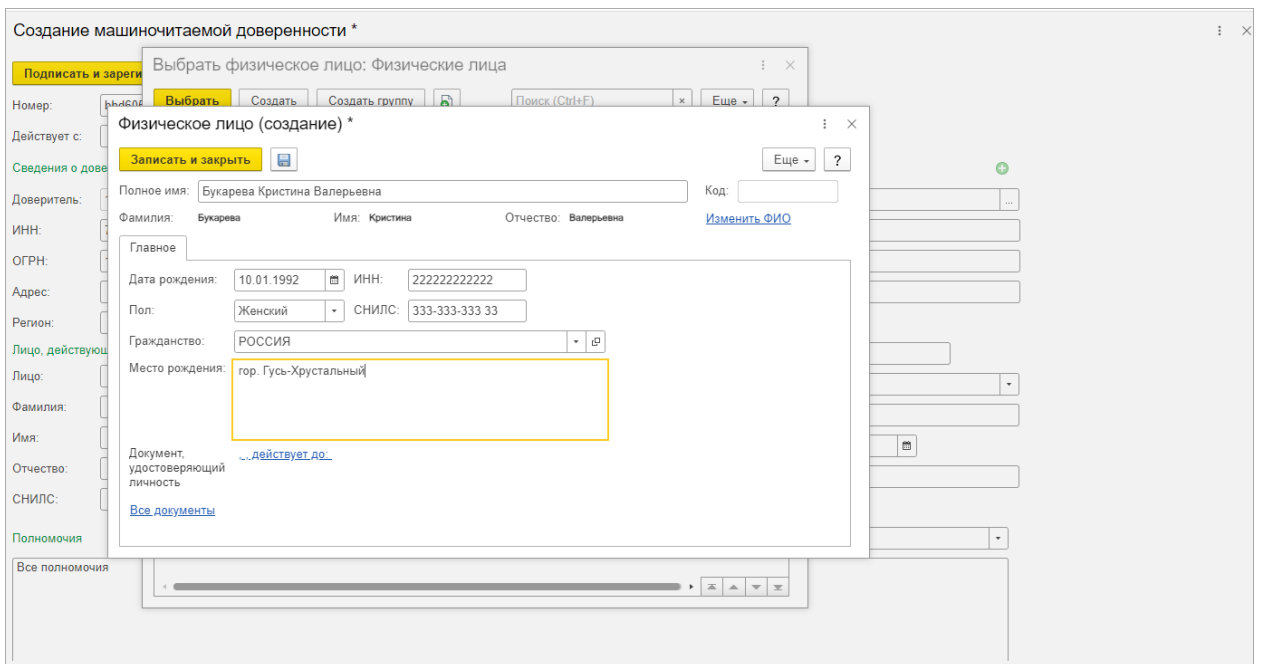 Создание машиночитаемой доверенности *
Подписать и зареги
Выбрать физическое лицо: Физические лица
Номер:
Выбрать Создать Создать группу Поиск (Ctrl+F) × Еще ?
Действует с:
Физическое лицо (создание) *
Сведения о дове
Записать и закрыть Еще ?
Доверитель: ...
Полное имя: Букарева Кристина Валерьевна Код:
ИНН:
Фамилия: Букарева Имя: Кристина Отчество: Валерьевна Изменить ФИО
ОГРН:
Главное
Адрес:
Дата рождения: 10.01.1992 ИНН: 222222222222
Регион:
Пол: Женский СНИЛС: 333-333-333 33
Лицо, действующ
Гражданство: РОССИЯ
Лицо:
Место рождения: гор. Гусь-Хрустальный
Фамилия:
Имя:
Отчество:
Документ, , , действует до:
удостоверяющий
личность
СНИЛС:
Все документы
Полномочия
Все полномочия